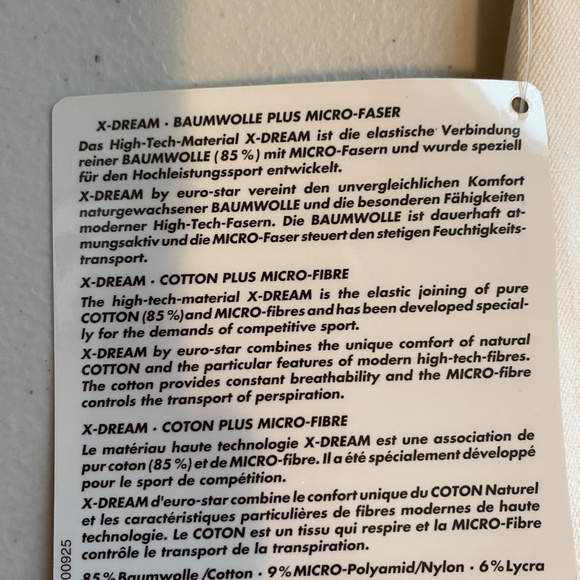 X-DREAM · BAUMWOLLE PLUS MICRO-FASER
Das High-Tech-Material X-DREAM ist die elastische Verbindung
reiner BAUMWOLLE (85 %) mit MICRO-Fasern und wurde speziell
für den Hochleistungssport entwickelt.
X-DREAM by euro-star vereint den unvergleichlichen Komfort
naturgewachsener BAUMWOLLE und die besonderen Fähigkeiten
moderner High-Tech-Fasern. Die BAUMWOLLE ist dauerhaft at-
mungsaktiv und die MICRO-Faser steuert den stetigen Feuchtigkeits-
transport.
X-DREAM · COTTON PLUS MICRO-FIBRE
The high-tech-material X-DREAM is the elastic joining of pure
COTTON (85 %) and MICRO-fibres and has been developed special-
ly for the demands of competitive sport.
X-DREAM by euro-star combines the unique comfort of natural
COTTON and the particular features of modern high-tech-fibres.
The cotton provides constant breathability and the MICRO-fibre
controls the transport of perspiration.
X-DREAM · COTON PLUS MICRO-FIBRE
Le matériau haute technologie X-DREAM est une association de
pur coton (85 %) et de MICRO-fibre. Il a été spécialement développé
pour le sport de compétition.
X-DREAM d'euro-star combine le confort unique du COTON Naturel
et les caractéristiques particulières de fibres modernes de haute
technologie. Le COTON est un tissu qui respire et la MICRO-Fibre
contrôle le transport de la transpiration.
85 % Baumwolle /Cotton · 9 % MICRO-Polyamid/Nylon · 6 % Lycra
00925